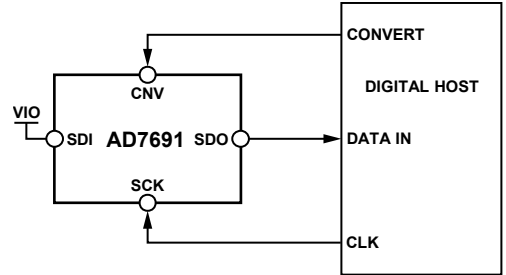 CONVERT
DIGITAL HOST
CNV
VIO
SDI AD7691 SDO
DATA IN
SCK
CLK